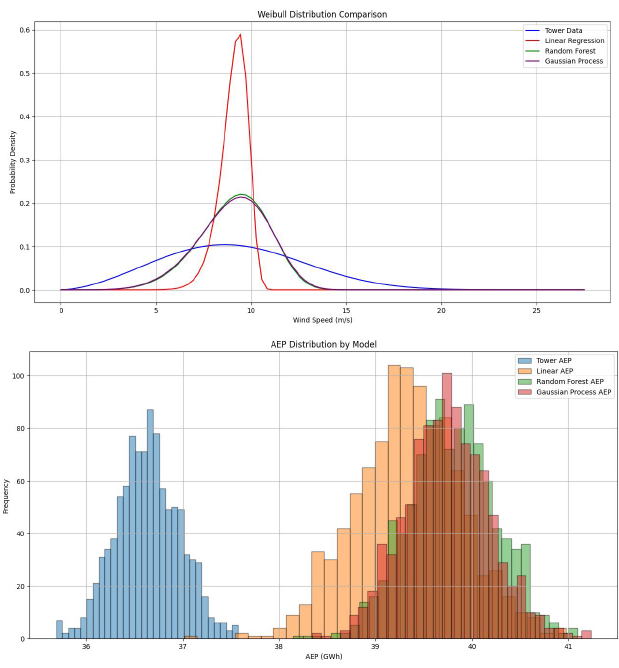 Weibull Distribution Comparison
Tower Data
Linear Regression
Random Forest
Gaussian Process
0.6
0.5
0.4
0.3
0.2
0.1
0.0
Probability Density
0 5 10 15 20 25
Wind Speed (m/s)
AEP Distribution by Model
Tower AEP
Linear AEP
Random Forest AEP
Gaussian Process AEP
100
80
60
40
20
0
Frequency
36 37 38 39 40 41
AEP (GWh)